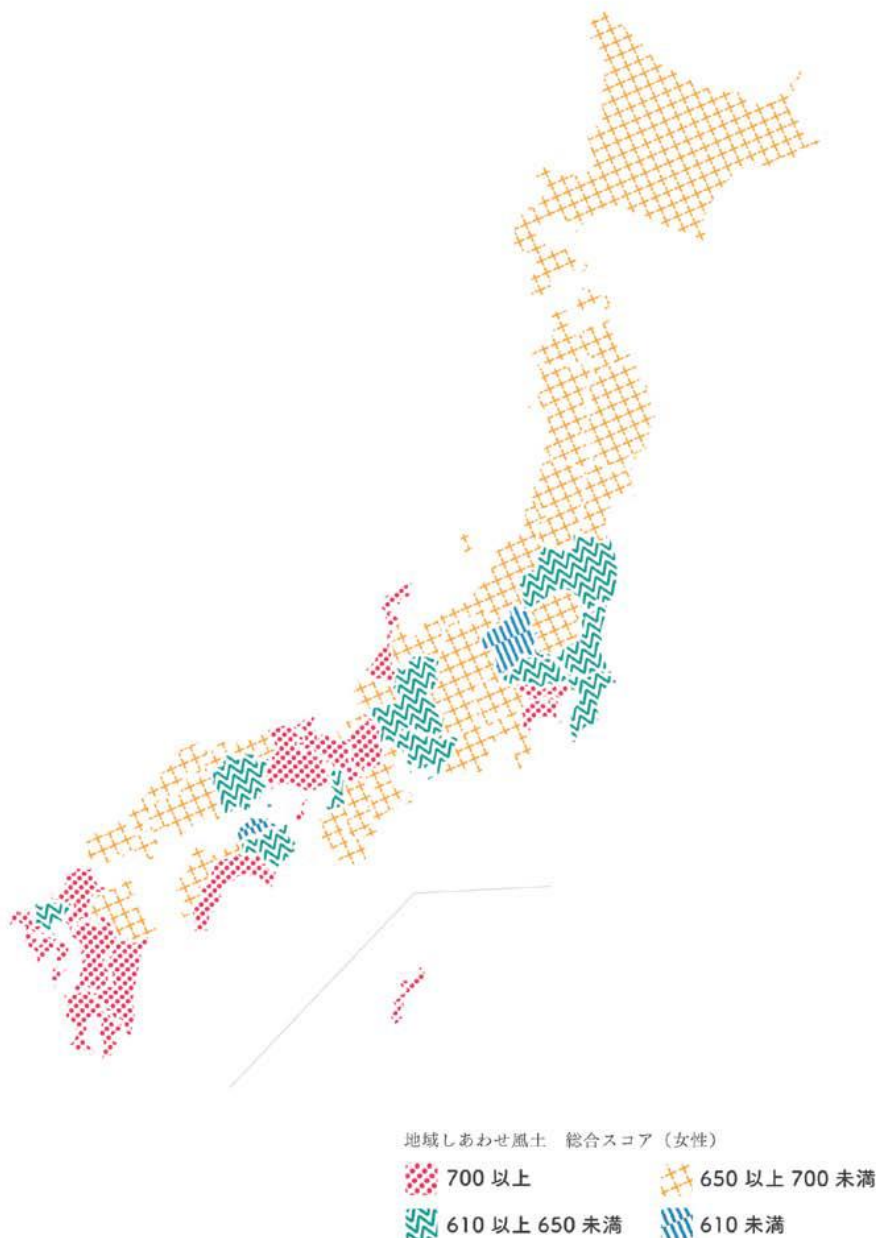 地域しあわせ風土　総合スコア（女性）
700 以上
650 以上 700 未満
610 以上 650 未満
610 未満